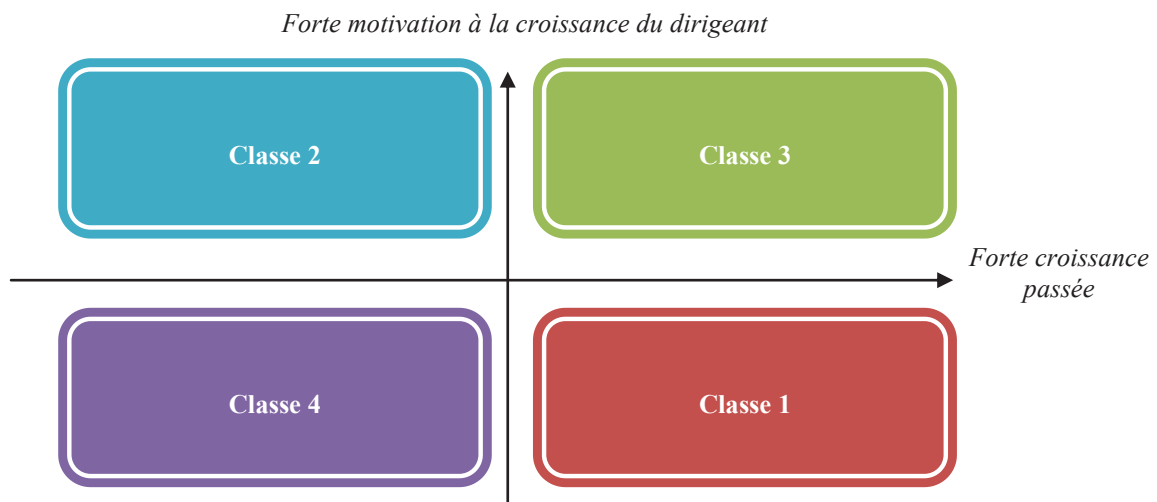 Forte motivation à la croissance du dirigeant
Classe 2
Classe 3
Forte croissance
passée
Classe 4
Classe 1